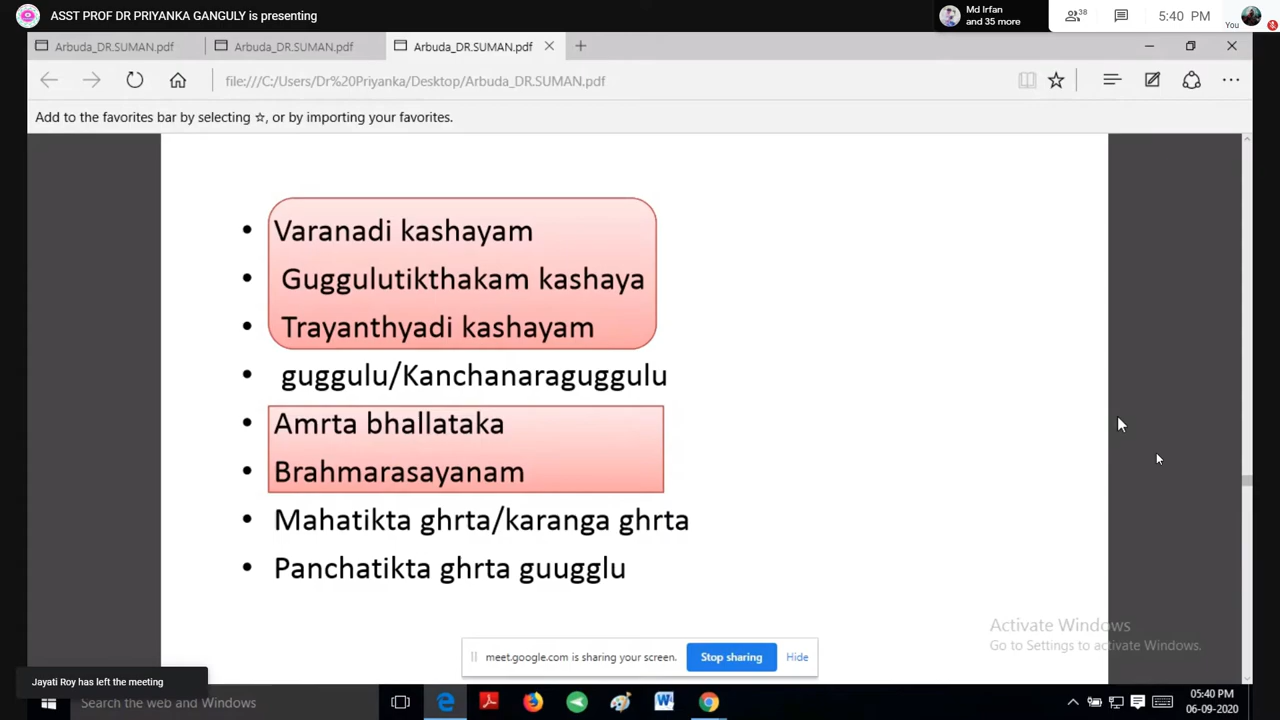 ASST PROF DR PRIYANKA GANGULY is presenting
Md Irfan
and 35 more
38
5:40 PM
You
Arbuda_DR.SUMAN.pdf
Arbuda_DR.SUMAN.pdf
Arbuda_DR.SUMAN.pdf
file:///C:/Users/Dr%20Priyanka/Desktop/Arbuda_DR.SUMAN.pdf
Add to the favorites bar by selecting ☆, or by importing your favorites.
• Varanadi kashayam
• Guggulutikthakam kashaya
• Trayanthyadi kashayam
• guggulu/Kanchanaraguggulu
• Amrta bhallataka
• Brahmarasayanam
• Mahatikta ghrta/karanga ghrta
• Panchatikta ghrta guugglu
Activate Windows
Go to Settings to activate Windows.
meet.google.com is sharing your screen.
Stop sharing
Hide
Jayati Roy has left the meeting
Search the web and Windows
05:40 PM
06-09-2020